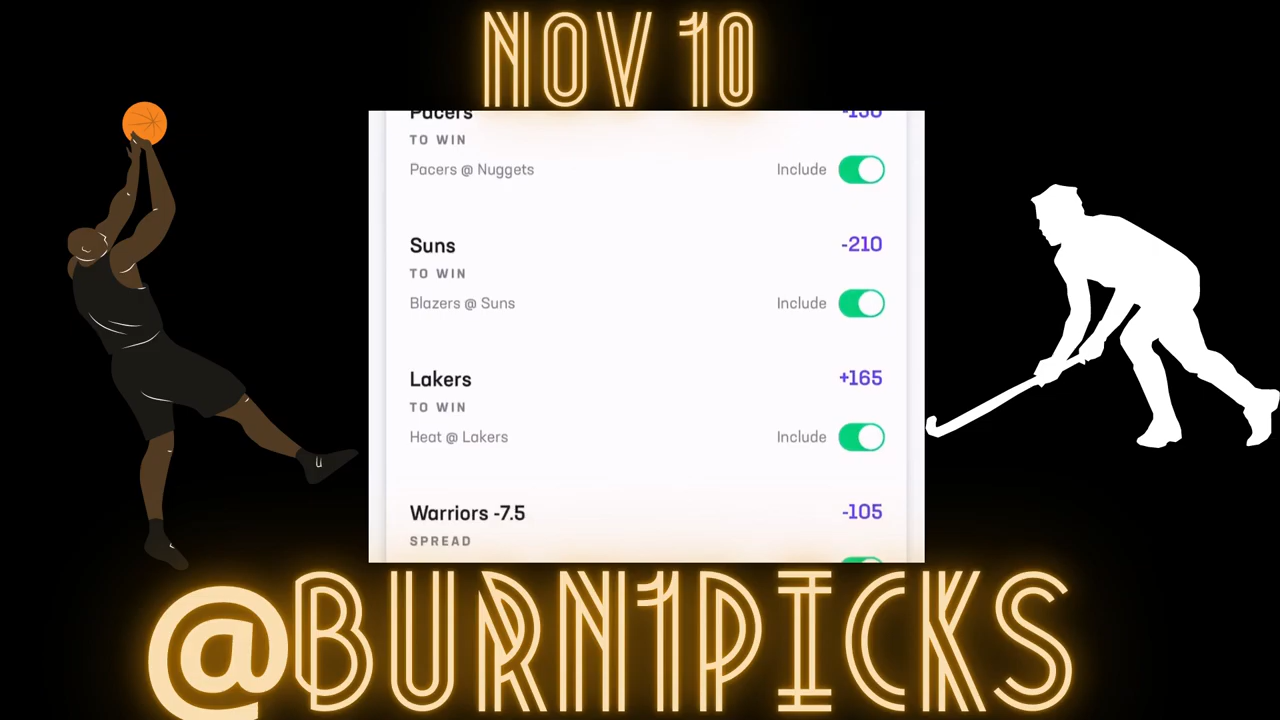 NOV 10
Pacers
TO WIN
Pacers @ Nuggets Include
Suns -210
TO WIN
Blazers @ Suns Include
Lakers +165
TO WIN
Heat @ Lakers Include
Warriors -7.5 -105
SPREAD
@BURN1PICKS